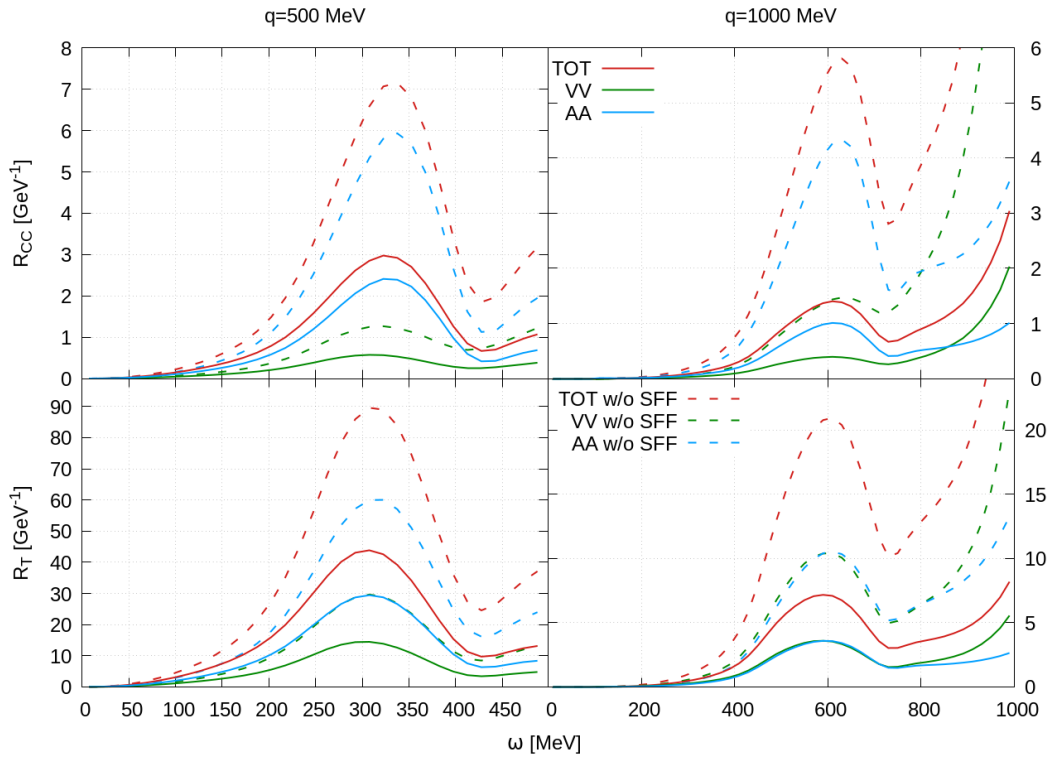 q=500 MeV
q=1000 MeV
8
7
6
5
4
3
2
1
0
R_CC [GeV⁻¹]
TOT
VV
AA
6
5
4
3
2
1
0
90
80
70
60
50
40
30
20
10
0
R_T [GeV⁻¹]
TOT w/o SFF
VV w/o SFF
AA w/o SFF
20
15
10
5
0
0 50 100 150 200 250 300 350 400 450
200 400 600 800 1000
ω [MeV]